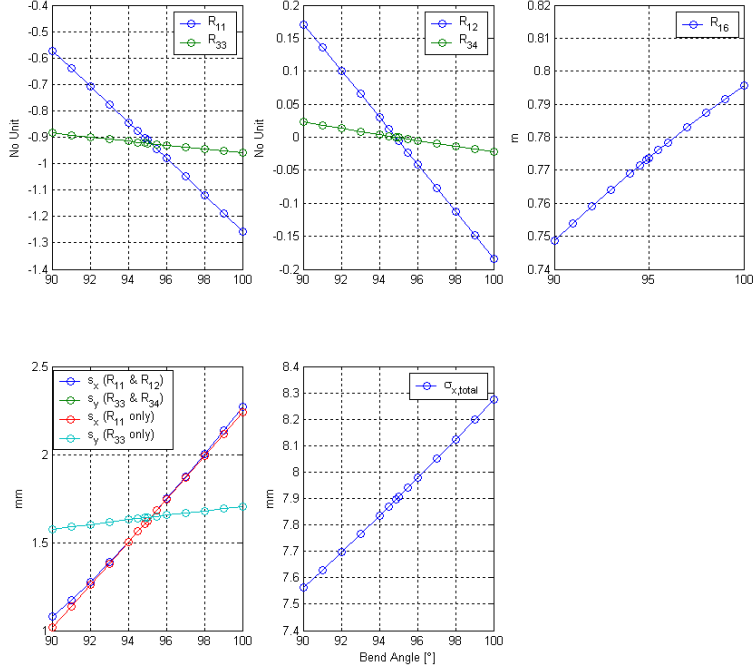 -0.4
-0.5
-0.6
-0.7
-0.8
-0.9
-1
-1.1
-1.2
-1.3
-1.4
No Unit
90 92 94 96 98 100
R11
R33
0.2
0.15
0.1
0.05
0
-0.05
-0.1
-0.15
-0.2
No Unit
90 92 94 96 98 100
R12
R34
0.82
0.81
0.8
0.79
0.78
0.77
0.76
0.75
0.74
m
90 95 100
R16
2.5
2
1.5
1
mm
90 92 94 96 98 100
sx (R11 & R12)
sy (R33 & R34)
sx (R11 only)
sy (R33 only)
8.4
8.3
8.2
8.1
8
7.9
7.8
7.7
7.6
7.5
7.4
mm
90 92 94 96 98 100
Bend Angle [°]
σx,total